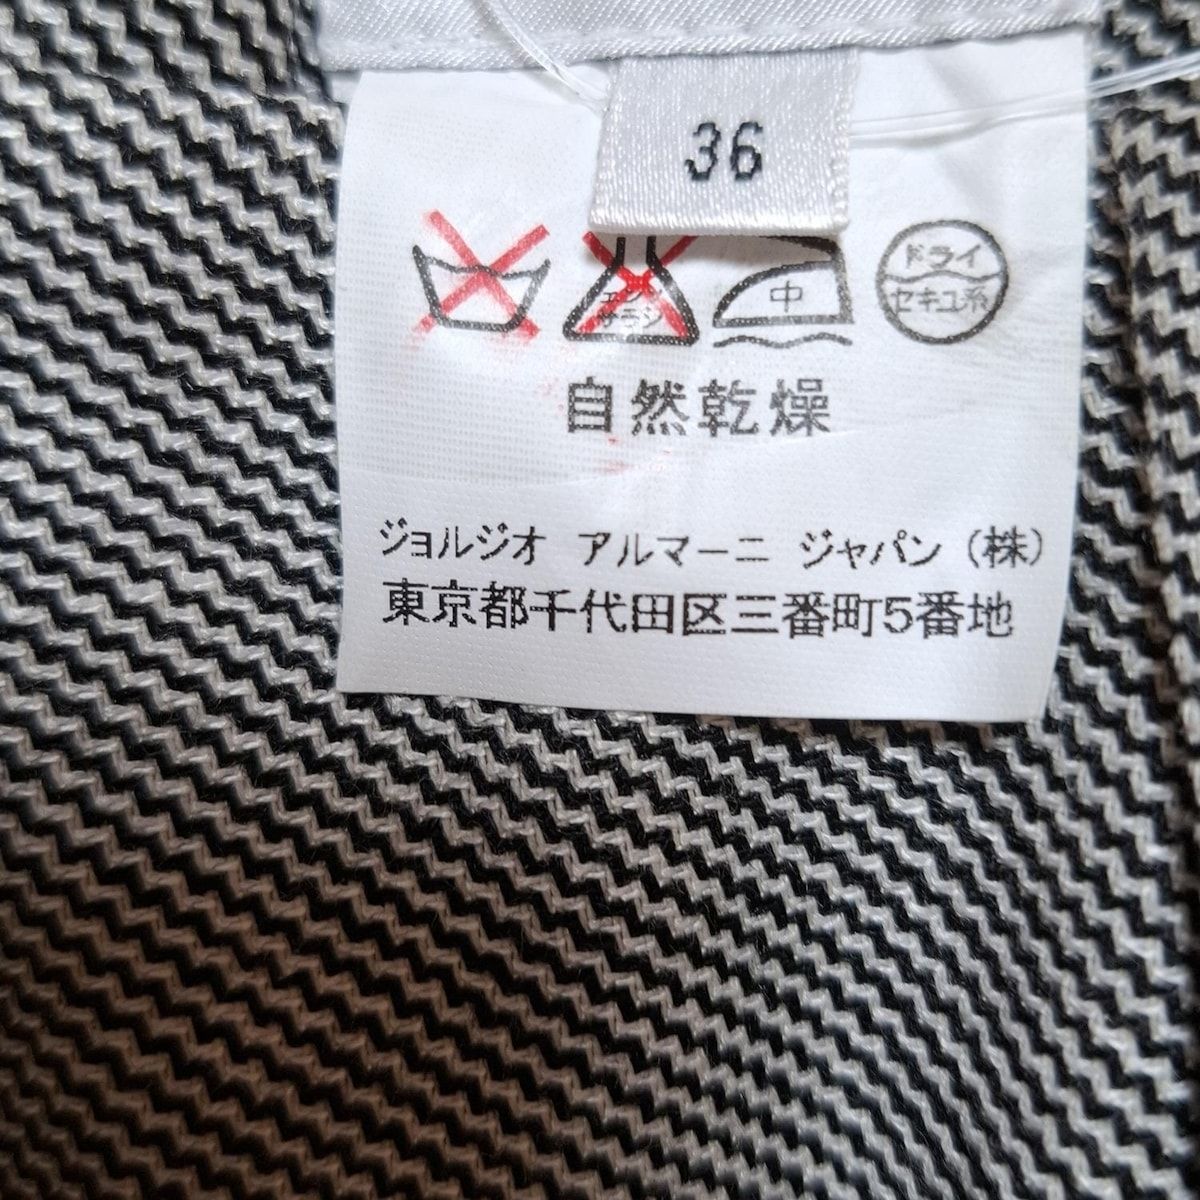 36
エンソ
サラシ
中
ドライ
セキユ系
自然乾燥
ジョルジオ アルマーニ ジャパン（株）
東京都千代田区三番町5番地